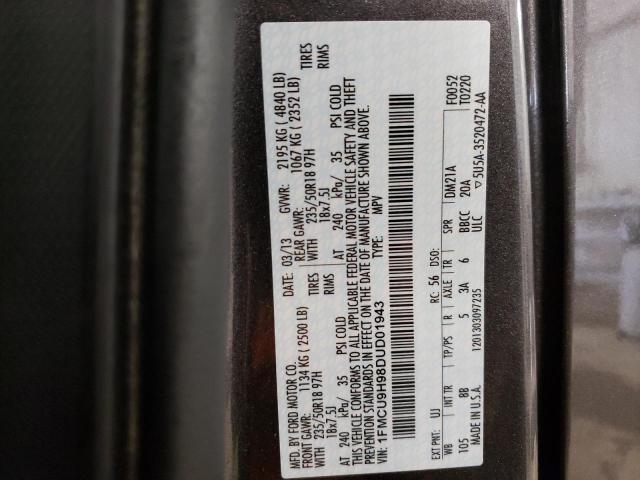 MFD. BY FORD MOTOR CO.
DATE: 03/13 GVWR: 2195 KG ( 4840 LB)
FRONT GAWR: 1134 KG ( 2500 LB) REAR GAWR: 1067 KG ( 2352 LB)
WITH 235/50R18 97H TIRES WITH 235/50R18 97H TIRES
18x7.5J RIMS 18x7.5J RIMS
AT 240 kPa/ 35 PSI COLD AT 240 kPa/ 35 PSI COLD
THIS VEHICLE CONFORMS TO ALL APPLICABLE FEDERAL MOTOR VEHICLE SAFETY AND THEFT
PREVENTION STANDARDS IN EFFECT ON THE DATE OF MANUFACTURE SHOWN ABOVE.
VIN: 1FMCU9H98DUD01943 TYPE: MPV
EXT PNT: UJ RC: 56 DSO: F0052
WB INT TR TP/PS R AXLE TR SPR DM21A T0220
105 BB 5 3A 6 BBCC 20A
MADE IN U.S.A. 1201303097235 ULC ▽5U5A-3520472-AA